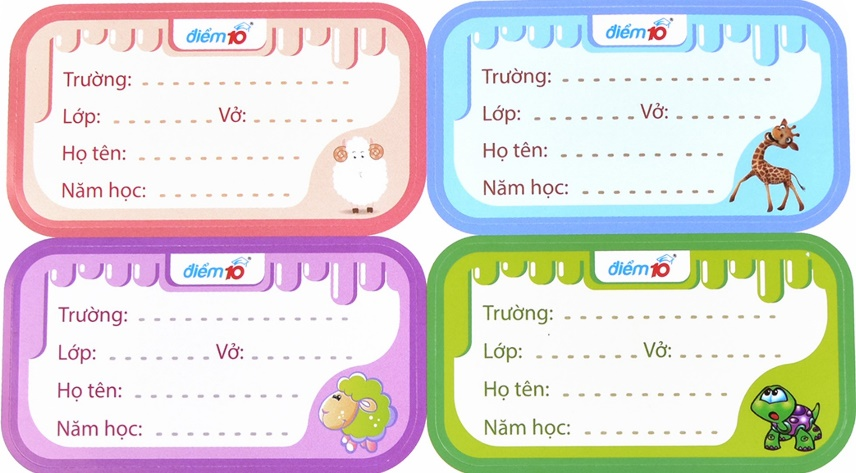 điểm10
Trường:
Lớp: Vở:
Họ tên:
Năm học:
điểm10
Trường:
Lớp: Vở:
Họ tên:
Năm học:
điểm10
Trường:
Lớp: Vở:
Họ tên:
Năm học:
điểm10
Trường:
Lớp: Vở:
Họ tên:
Năm học: